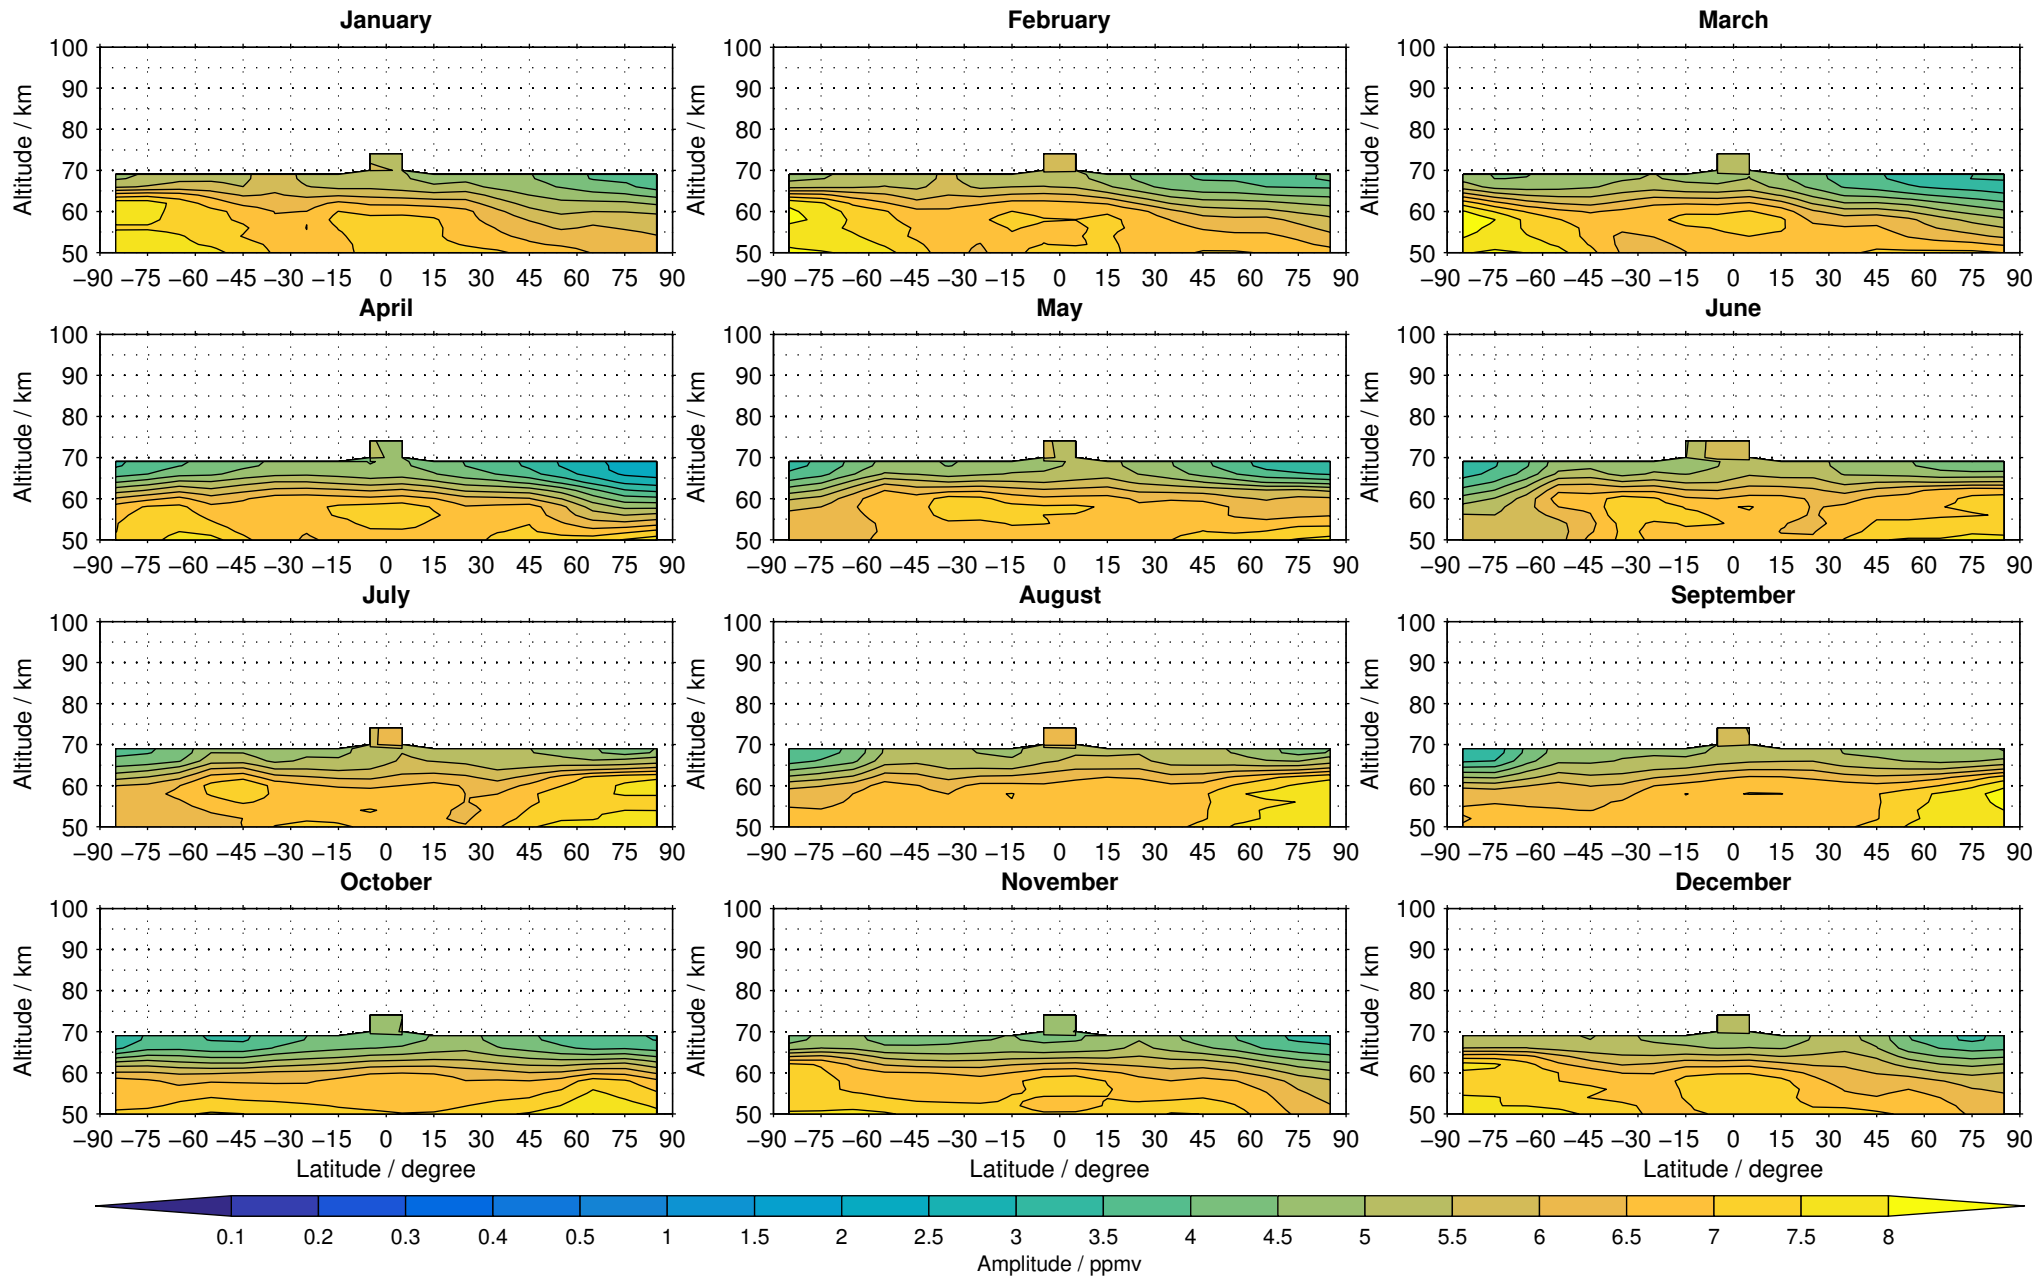 January February March
100 100 100
90 90 90
80 80 80
70 70 70
60 60 60
50 50 50
Altitude / km Altitude / km Altitude / km
−90 −75 −60 −45 −30 −15 0 15 30 45 60 75 90 −90 −75 −60 −45 −30 −15 0 15 30 45 60 75 90 −90 −75 −60 −45 −30 −15 0 15 30 45 60 75 90
April May June
100 100 100
90 90 90
80 80 80
70 70 70
60 60 60
50 50 50
Altitude / km Altitude / km Altitude / km
−90 −75 −60 −45 −30 −15 0 15 30 45 60 75 90 −90 −75 −60 −45 −30 −15 0 15 30 45 60 75 90 −90 −75 −60 −45 −30 −15 0 15 30 45 60 75 90
July August September
100 100 100
90 90 90
80 80 80
70 70 70
60 60 60
50 50 50
Altitude / km Altitude / km Altitude / km
−90 −75 −60 −45 −30 −15 0 15 30 45 60 75 90 −90 −75 −60 −45 −30 −15 0 15 30 45 60 75 90 −90 −75 −60 −45 −30 −15 0 15 30 45 60 75 90
October November December
100 100 100
90 90 90
80 80 80
70 70 70
60 60 60
50 50 50
Altitude / km Altitude / km Altitude / km
−90 −75 −60 −45 −30 −15 0 15 30 45 60 75 90 −90 −75 −60 −45 −30 −15 0 15 30 45 60 75 90 −90 −75 −60 −45 −30 −15 0 15 30 45 60 75 90
Latitude / degree Latitude / degree Latitude / degree
0.1 0.2 0.3 0.4 0.5 1 1.5 2 2.5 3 3.5 4 4.5 5 5.5 6 6.5 7 7.5 8
Amplitude / ppmv